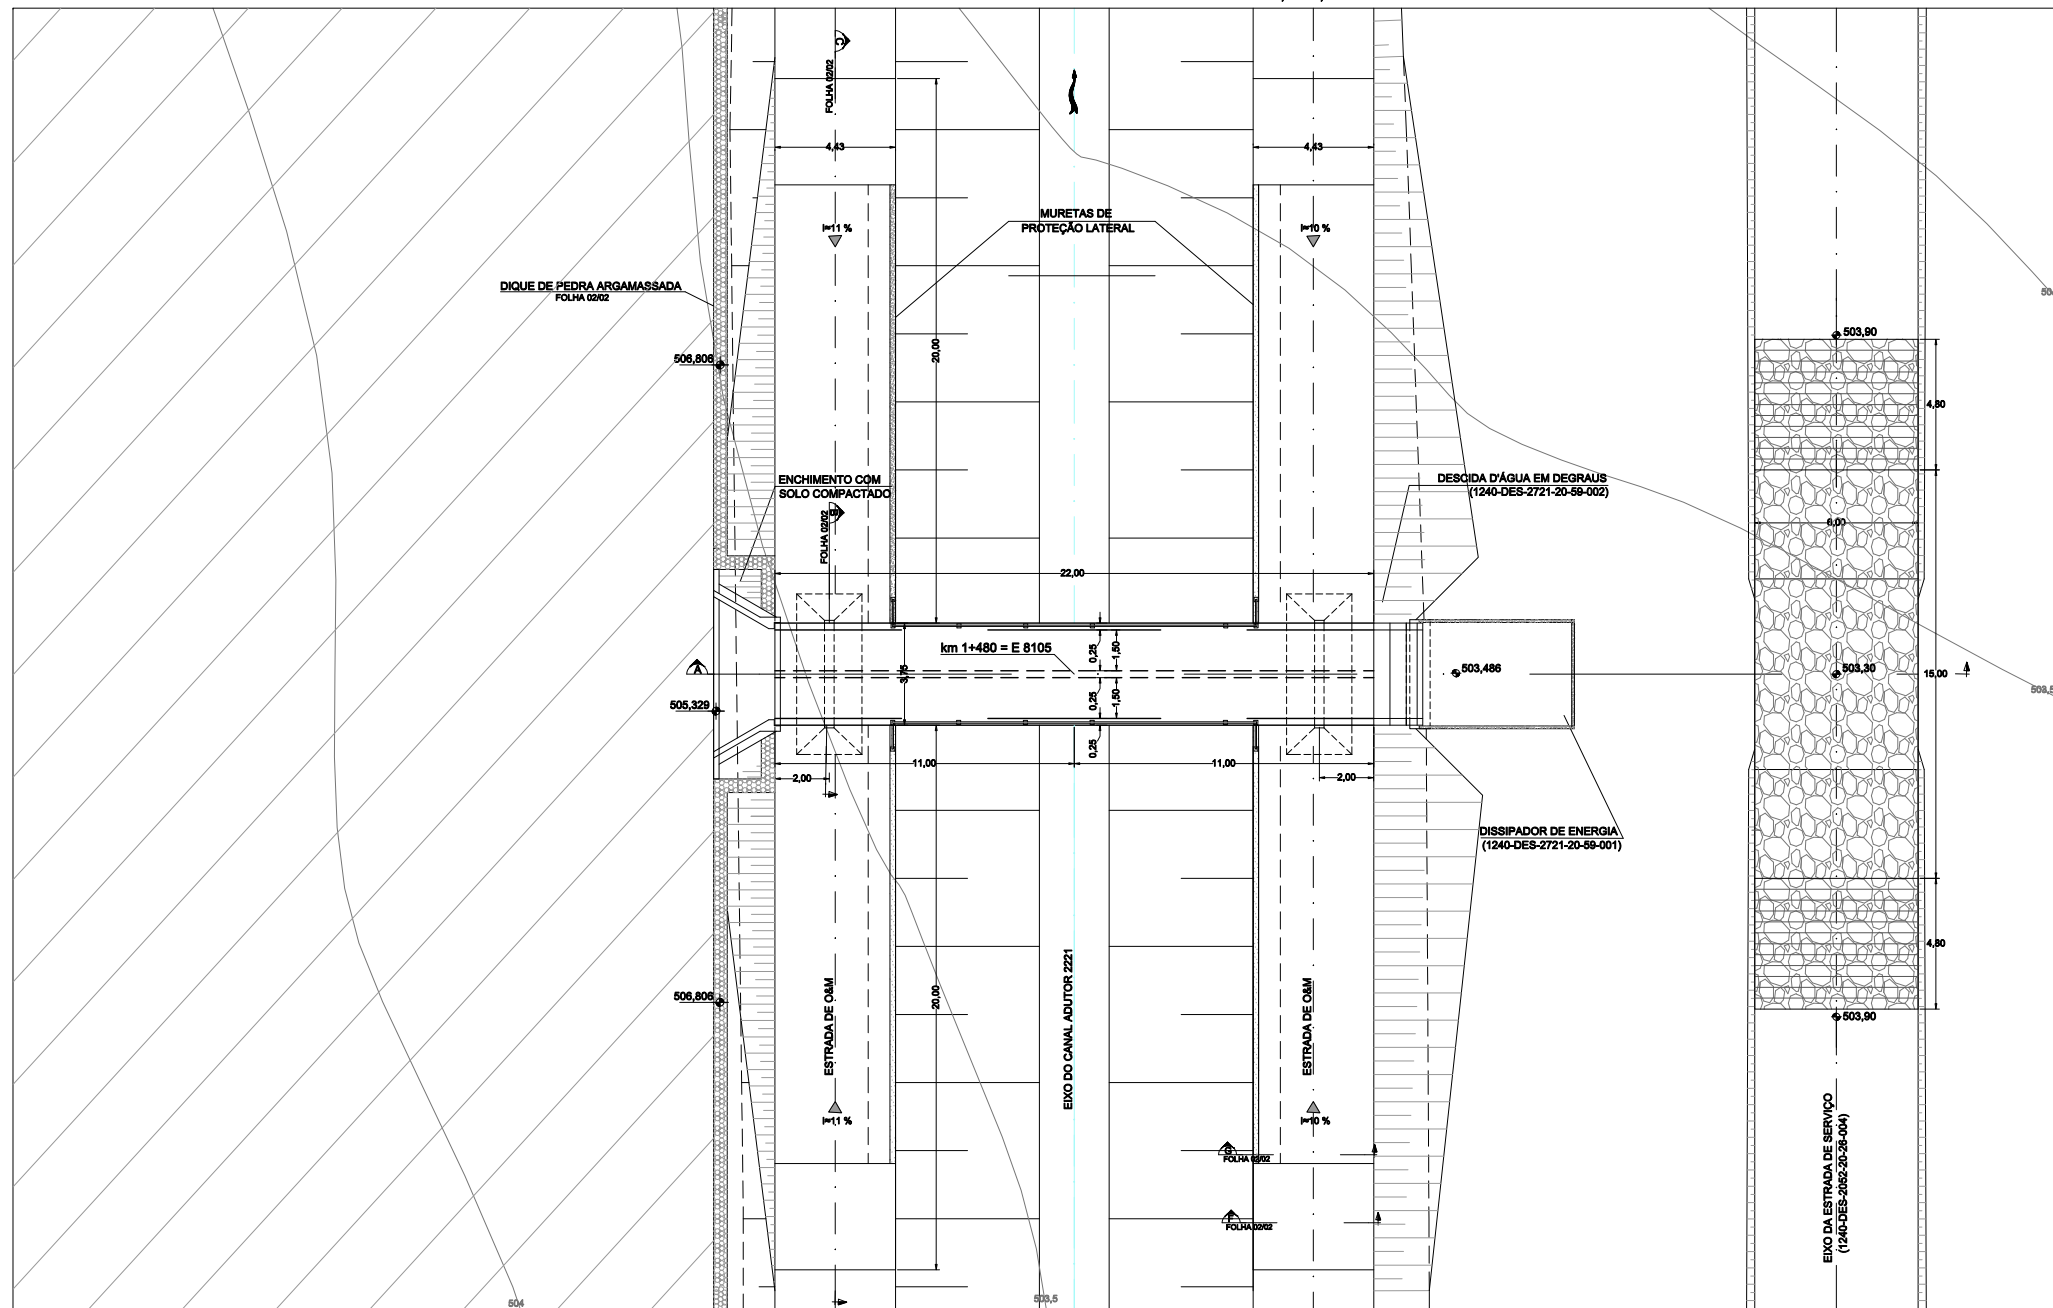 C
FOLHA 02/02
4,43
4,43
MURETAS DE
PROTEÇÃO LATERAL
I=11 %
I=10 %
DIQUE DE PEDRA ARGAMASSADA
FOLHA 02/02
503,90
506,806
20,00
4,80
ENCHIMENTO COM
SOLO COMPACTADO
DESCIDA D'ÁGUA EM DEGRAUS
(1240-DES-2721-20-59-002)
B
FOLHA 02/02
6,00
22,00
km 1+480 = E 8105
0,25
1,50
A
3,75
503,486
503,30
15,00
503,5
505,329
0,25
1,50
0,25
11,00
11,00
2,00
2,00
DISSIPADOR DE ENERGIA
(1240-DES-2721-20-59-001)
4,80
506,806
20,00
503,90
ESTRADA DE O&M
EIXO DO CANAL ADUTOR 2221
ESTRADA DE O&M
I=11 %
I=10 %
G
FOLHA 02/02
F
FOLHA 02/02
EIXO DA ESTRADA DE SERVIÇO
(1240-DES-2052-20-26-004)
504
503,5